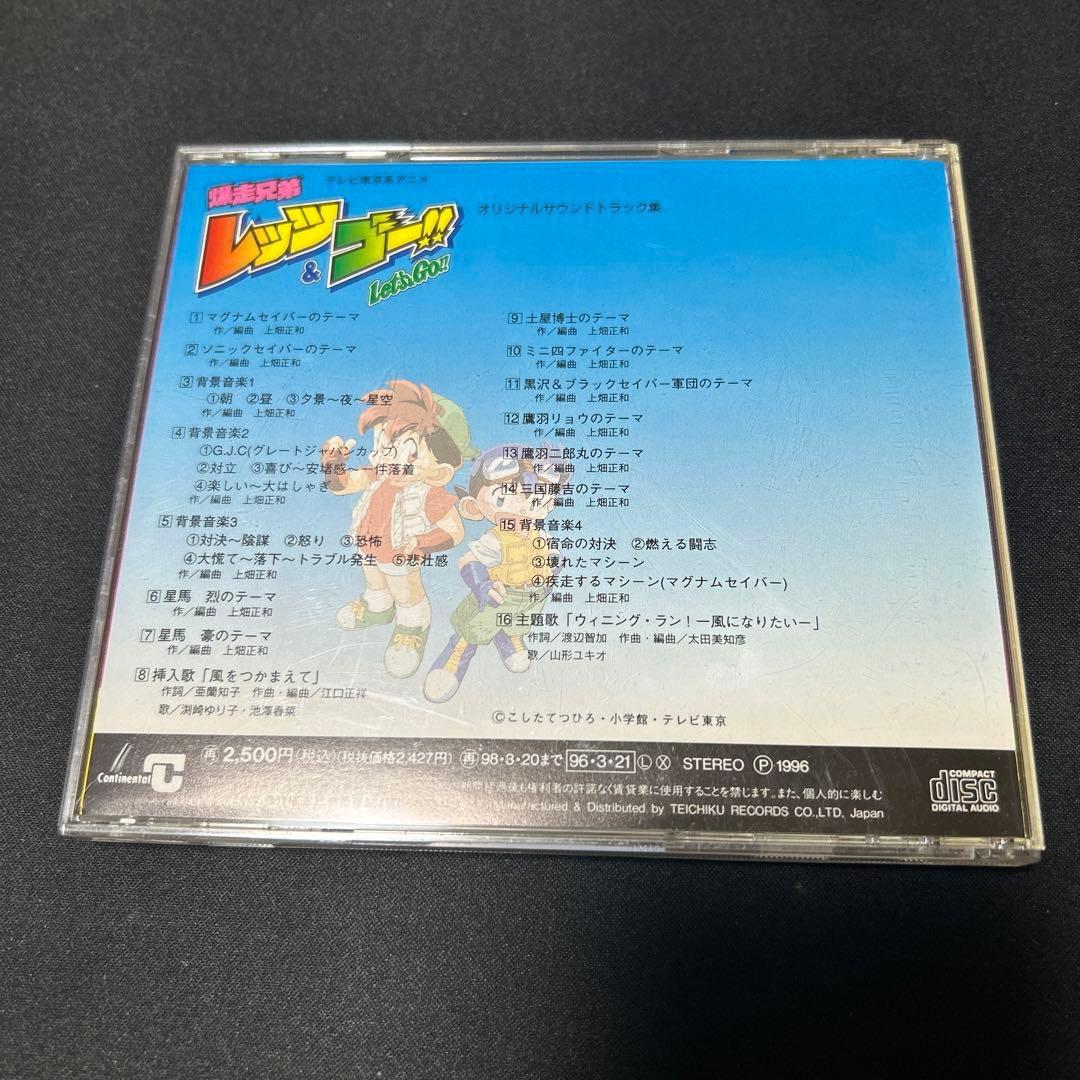 爆走兄弟
レッツ
&
ゴー!!
Let's & Go!!
テレビ東京系アニメ
オリジナルサウンドトラック集
1 マグナムセイバーのテーマ
作/編曲 上畑正和
2 ソニックセイバーのテーマ
作/編曲 上畑正和
3 背景音楽1
①朝 ②昼 ③夕景〜夜〜星空
作/編曲 上畑正和
4 背景音楽2
①G.J.C(グレートジャパンカップ)
②対立 ③喜び〜安堵感〜一件落着
④楽しい〜大はしゃぎ
作/編曲 上畑正和
5 背景音楽3
①対決〜陰謀 ②怒り ③恐怖
④大慌て〜落下〜トラブル発生 ⑤悲壮感
作/編曲 上畑正和
6 星馬 烈のテーマ
作/編曲 上畑正和
7 星馬 豪のテーマ
作/編曲 上畑正和
8 挿入歌「風をつかまえて」
作詞/亜蘭知子 作曲・編曲/江口正祥
歌/渕崎ゆり子・池澤春菜
9 土屋博士のテーマ
作/編曲 上畑正和
10 ミニ四ファイターのテーマ
作/編曲 上畑正和
11 黒沢&ブラックセイバー軍団のテーマ
作/編曲 上畑正和
12 鷹羽リョウのテーマ
作/編曲 上畑正和
13 鷹羽二郎丸のテーマ
作/編曲 上畑正和
14 三国藤吉のテーマ
作/編曲 上畑正和
15 背景音楽4
①宿命の対決 ②燃える闘志
③壊れたマシーン
④疾走するマシーン(マグナムセイバー)
作/編曲 上畑正和
16 主題歌「ウィニング・ラン!ー風になりたいー」
作詞/渡辺智加 作曲・編曲/太田美知彦
歌/山形ユキオ
©こしたてつひろ・小学館・テレビ東京
Continental
再 2,500円(税込)(税抜価格2,427円) 再98・3・20まで 96・3・21 Ⓛ Ⓧ STEREO Ⓟ 1996
権利者の許諾なく賃貸業に使用することを禁じます。また、個人的に楽しむ
Manufactured & Distributed by TEICHIKU RECORDS CO.,LTD. Japan
COMPACT
disc
DIGITAL AUDIO